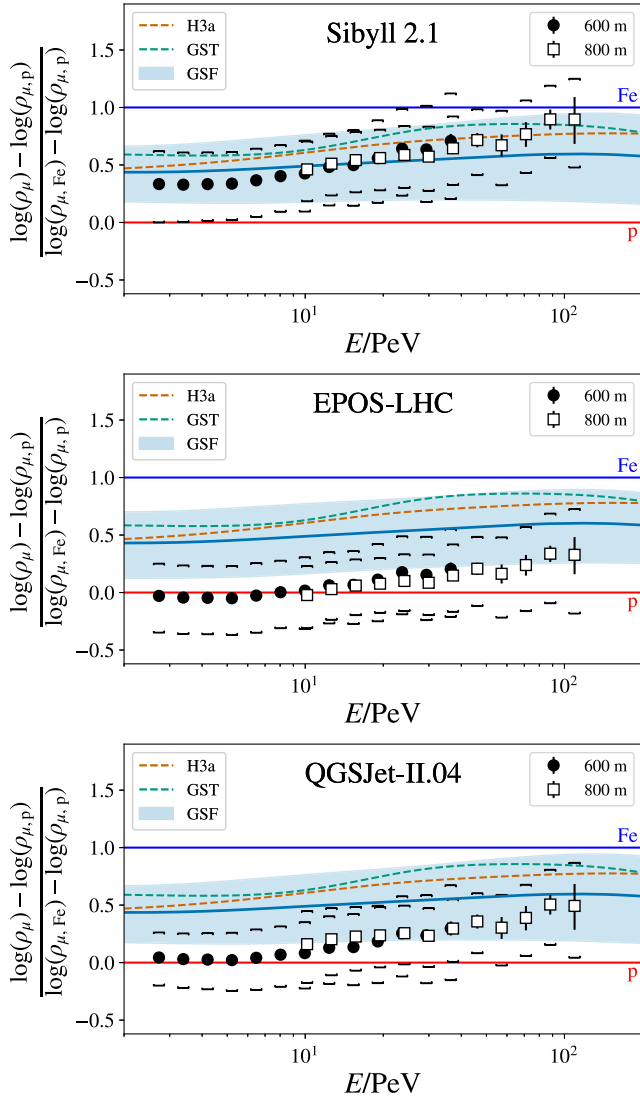 Sibyll 2.1
H3a
GST
GSF
600 m
800 m
Fe
p
1.5
1.0
0.5
0.0
−0.5
log(ρμ) − log(ρμ,p)
log(ρμ,Fe) − log(ρμ,p)
10¹
10²
E/PeV
EPOS-LHC
H3a
GST
GSF
600 m
800 m
Fe
p
1.5
1.0
0.5
0.0
−0.5
log(ρμ) − log(ρμ,p)
log(ρμ,Fe) − log(ρμ,p)
10¹
10²
E/PeV
QGSJet-II.04
H3a
GST
GSF
600 m
800 m
Fe
p
1.5
1.0
0.5
0.0
−0.5
log(ρμ) − log(ρμ,p)
log(ρμ,Fe) − log(ρμ,p)
10¹
10²
E/PeV